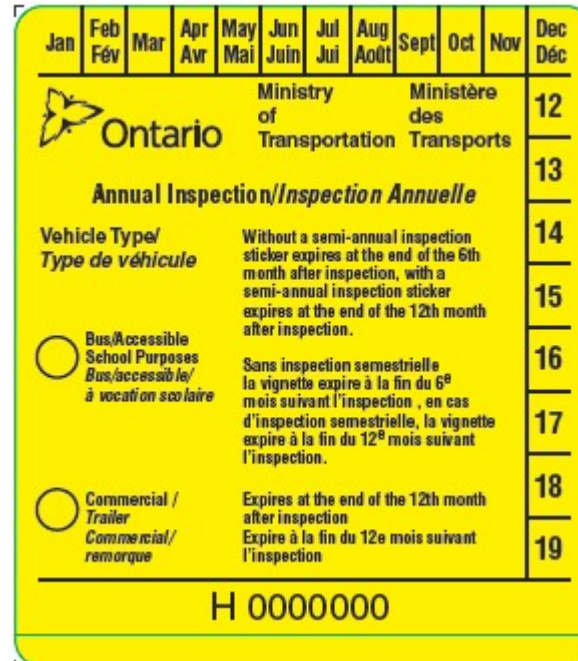 Jan Feb Mar Apr May Jun Jul Aug Sept Oct Nov Dec
Fév Avr Mai Juin Jui Août Déc
Ontario
Ministry
of
Transportation
Ministère
des
Transports
12
13
14
15
16
17
18
19
Annual Inspection/Inspection Annuelle
Vehicle Type/
Type de véhicule
Without a semi-annual inspection
sticker expires at the end of the 6th
month after inspection, with a
semi-annual inspection sticker
expires at the end of the 12th month
after inspection.
Bus/Accessible
School Purposes
Bus/accessible/
à vocation scolaire
Sans inspection semestrielle
la vignette expire à la fin du 6e
mois suivant l'inspection , en cas
d'inspection semestrielle, la vignette
expire à la fin du 12e mois suivant
l'inspection.
Commercial /
Trailer
Commercial/
remorque
Expires at the end of the 12th month
after inspection
Expire à la fin du 12e mois suivant
l'inspection
H 0000000